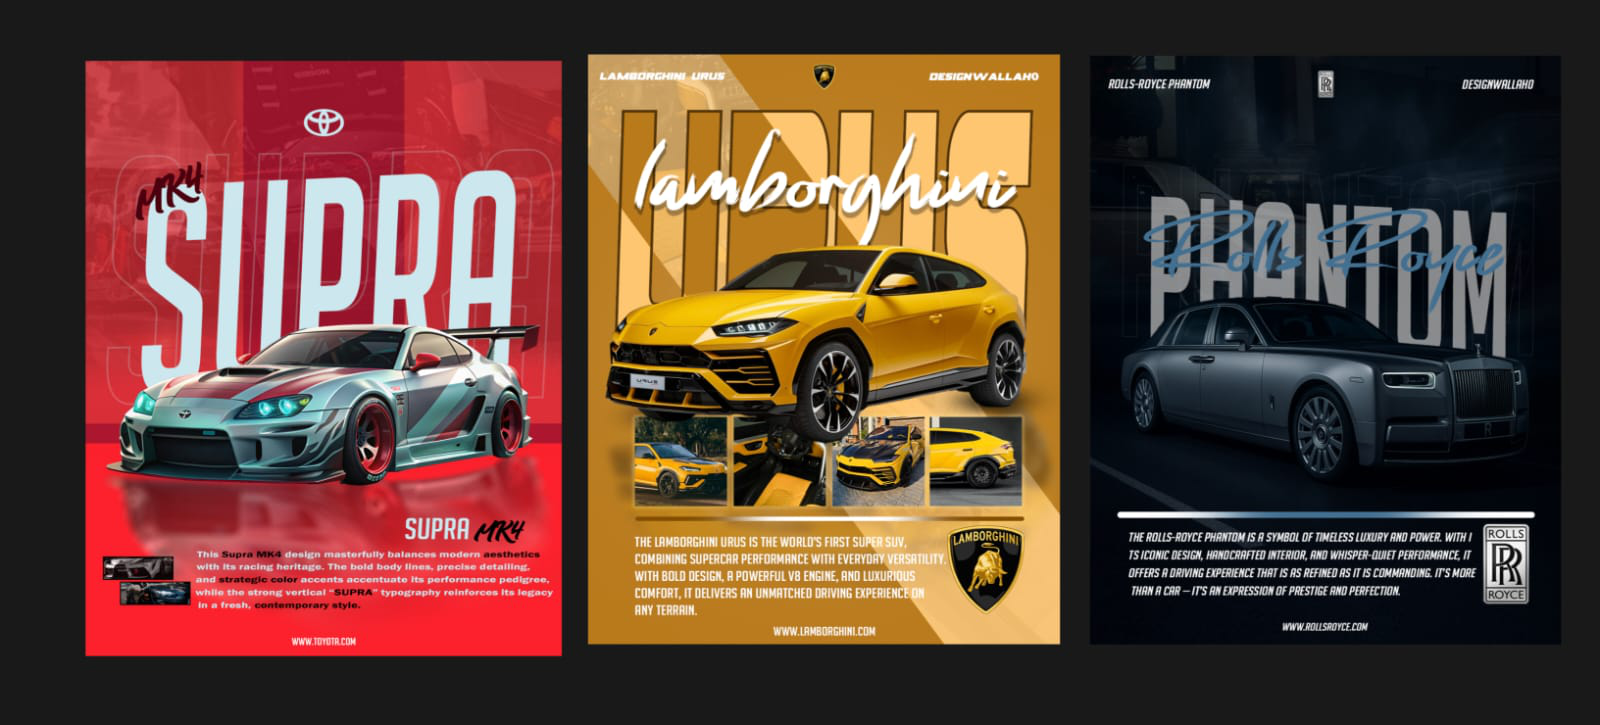 SUPRA
MK4
SUPRA
SUPRA MK4
This Supra MK4 design masterfully balances modern aesthetics
with its racing heritage. The bold body lines, precise detailing,
and strategic color accents accentuate its performance pedigree,
while the strong vertical "SUPRA" typography reinforces its legacy
in a fresh, contemporary style.
WWW.TOYOTA.COM
LAMBORGHINI URUS
DESIGNWALLAH0
URUS
lamborghini
URUS
THE LAMBORGHINI URUS IS THE WORLD'S FIRST SUPER SUV,
COMBINING SUPERCAR PERFORMANCE WITH EVERYDAY VERSATILITY.
WITH BOLD DESIGN, A POWERFUL V8 ENGINE, AND LUXURIOUS
COMFORT, IT DELIVERS AN UNMATCHED DRIVING EXPERIENCE ON
ANY TERRAIN.
LAMBORGHINI
WWW.LAMBORGHINI.COM
ROLLS-ROYCE PHANTOM
RR
DESIGNWALLAH0
PHANTOM
Rolls Royce
THE ROLLS-ROYCE PHANTOM IS A SYMBOL OF TIMELESS LUXURY AND POWER. WITH I
TS ICONIC DESIGN, HANDCRAFTED INTERIOR, AND WHISPER-QUIET PERFORMANCE, IT
OFFERS A DRIVING EXPERIENCE THAT IS AS REFINED AS IT IS COMMANDING. IT'S MORE
THAN A CAR — IT'S AN EXPRESSION OF PRESTIGE AND PERFECTION.
ROLLS
RR
ROYCE
WWW.ROLLSROYCE.COM